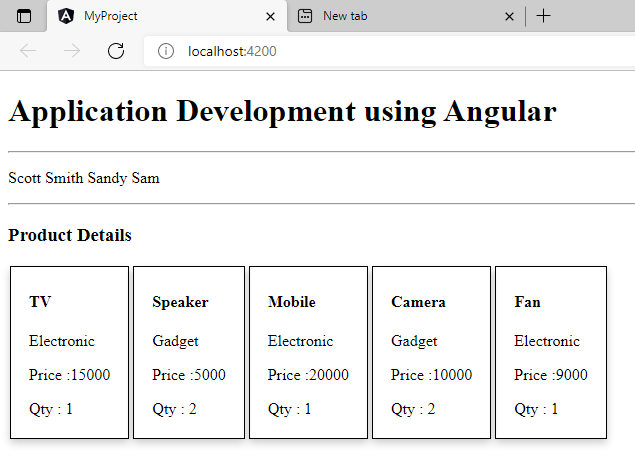 MyProject
New tab
localhost:4200
Application Development using Angular
Scott Smith Sandy Sam
Product Details
TV
Electronic
Price :15000
Qty : 1
Speaker
Gadget
Price :5000
Qty : 2
Mobile
Electronic
Price :20000
Qty : 1
Camera
Gadget
Price :10000
Qty : 2
Fan
Electronic
Price :9000
Qty : 1